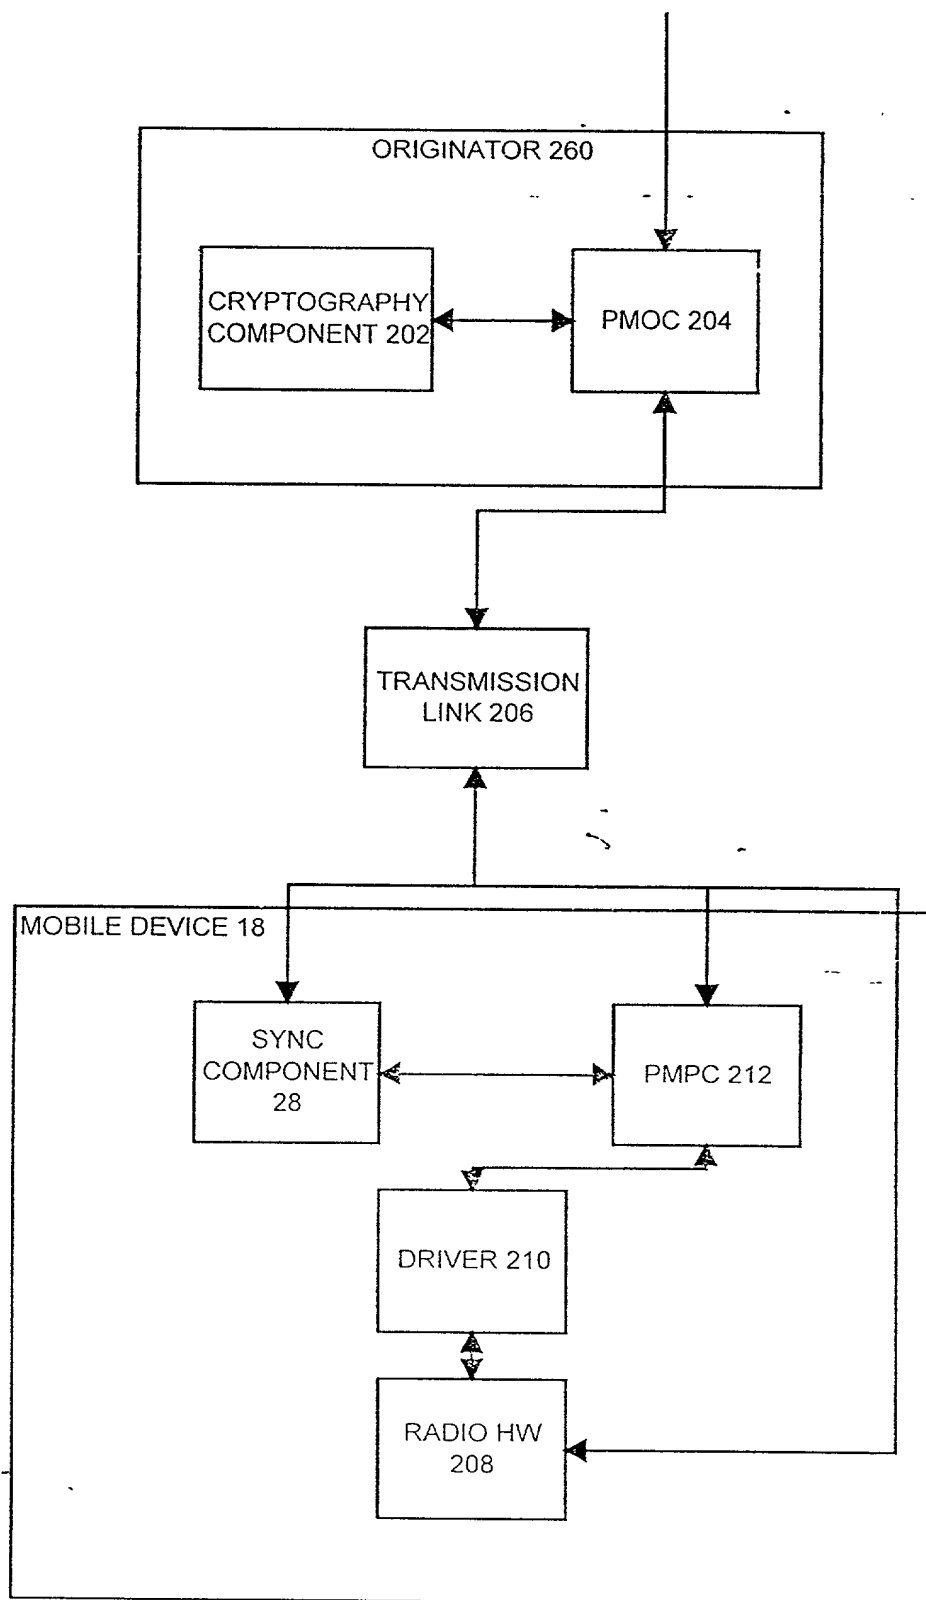 ORIGINATOR 260
CRYPTOGRAPHY
COMPONENT 202
PMOC 204
TRANSMISSION
LINK 206
MOBILE DEVICE 18
SYNC
COMPONENT
28
PMPC 212
DRIVER 210
RADIO HW
208